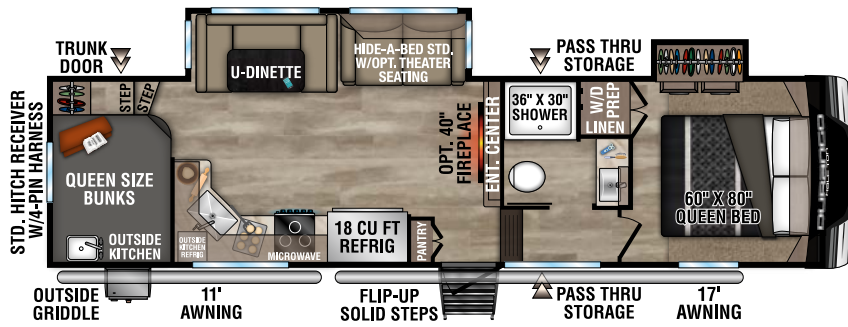 TRUNK
DOOR
STEP
STEP
U-DINETTE
HIDE-A-BED STD.
W/OPT. THEATER
SEATING
PASS THRU
STORAGE
STD. HITCH RECEIVER
W/4-PIN HARNESS
QUEEN SIZE
BUNKS
OUTSIDE
KITCHEN
OUTSIDE
KITCHEN
REFRIG
MICROWAVE
18 CU FT
REFRIG
PANTRY
OPT. 40"
FIREPLACE
ENT. CENTER
36" X 30"
SHOWER
W/D
PREP
LINEN
60" X 80"
QUEEN BED
DURANGO
OUTSIDE
GRIDDLE
11'
AWNING
FLIP-UP
SOLID STEPS
PASS THRU
STORAGE
17'
AWNING